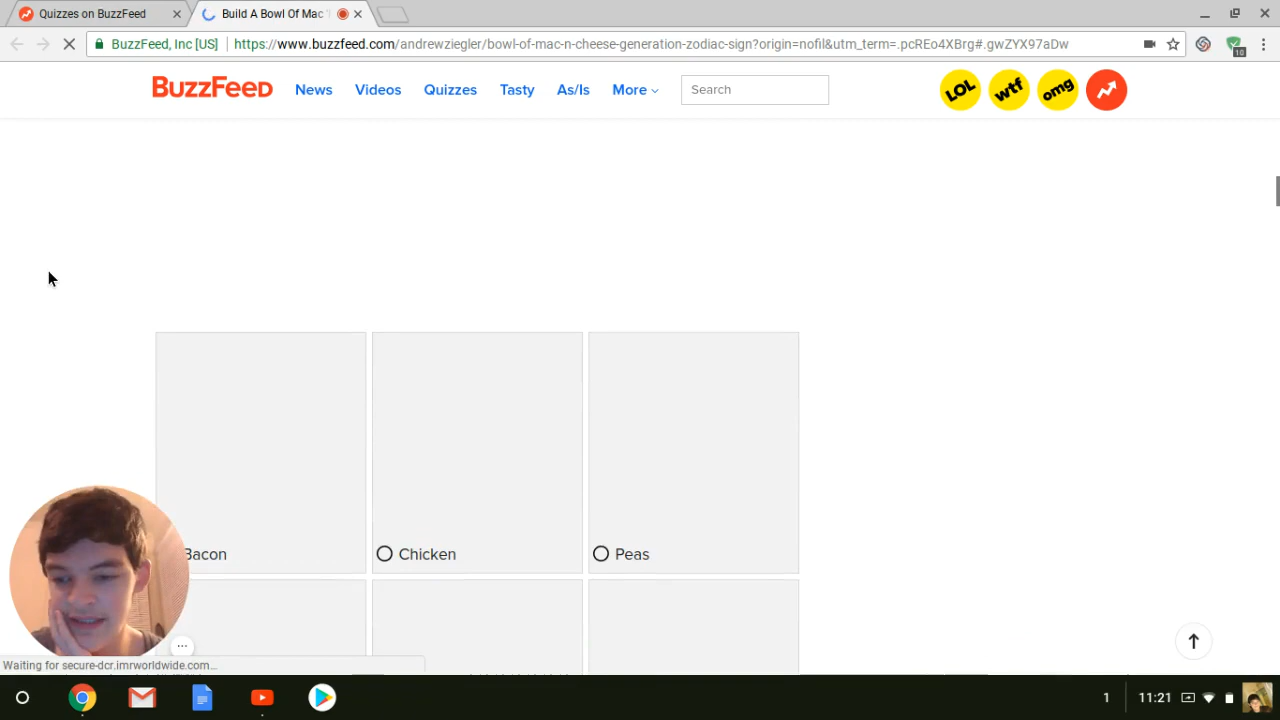 Quizzes on BuzzFeed
Build A Bowl Of Mac '
BuzzFeed, Inc [US]
https://www.buzzfeed.com/andrewziegler/bowl-of-mac-n-cheese-generation-zodiac-sign?origin=nofil&utm_term=.pcREo4XBrg#.gwZYX97aDw
10
BuzzFeed
News
Videos
Quizzes
Tasty
As/Is
More
Search
LOL
wtf
omg
Bacon
Chicken
Peas
Waiting for secure-dcr.imrworldwide.com...
1
11:21